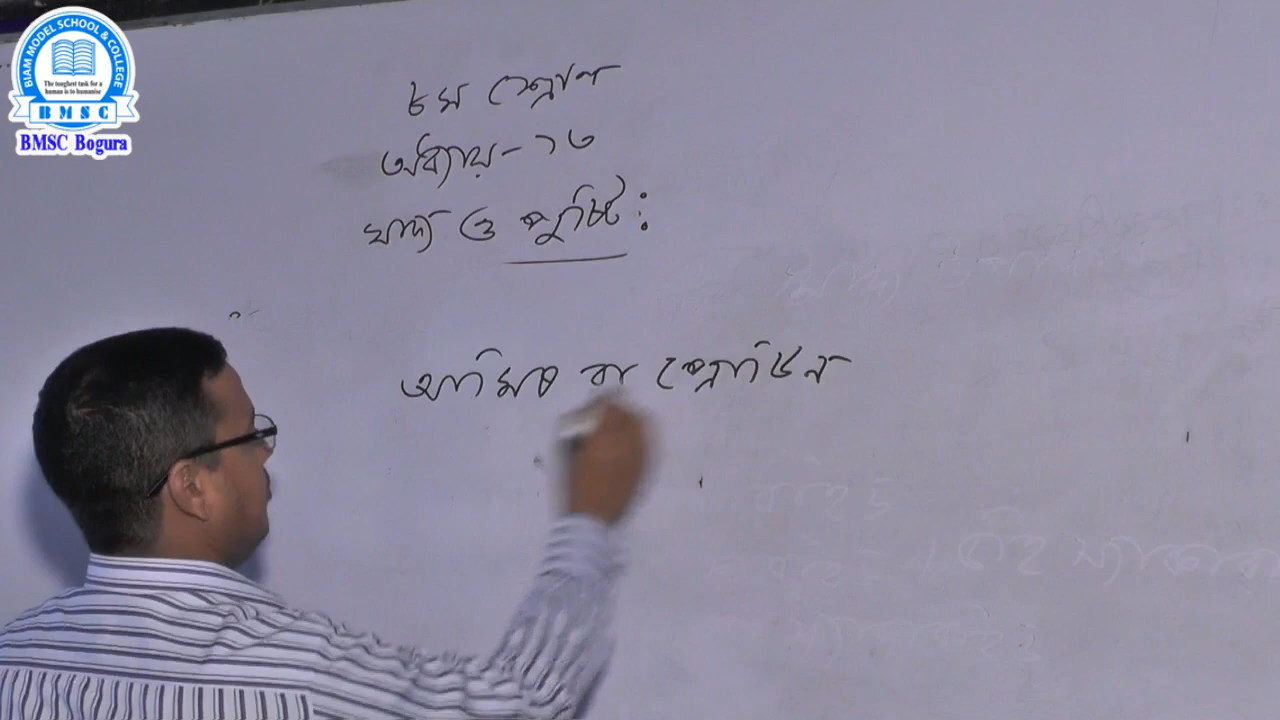 BIAM MODEL SCHOOL & COLLEGE
The toughest task for a
human is to humanise
BMSC
BMSC Bogura
৮ম শ্রেণি
অধ্যায়-১৩
খাদ্য ও পুষ্টি:
আমিষ বা প্রোটিন